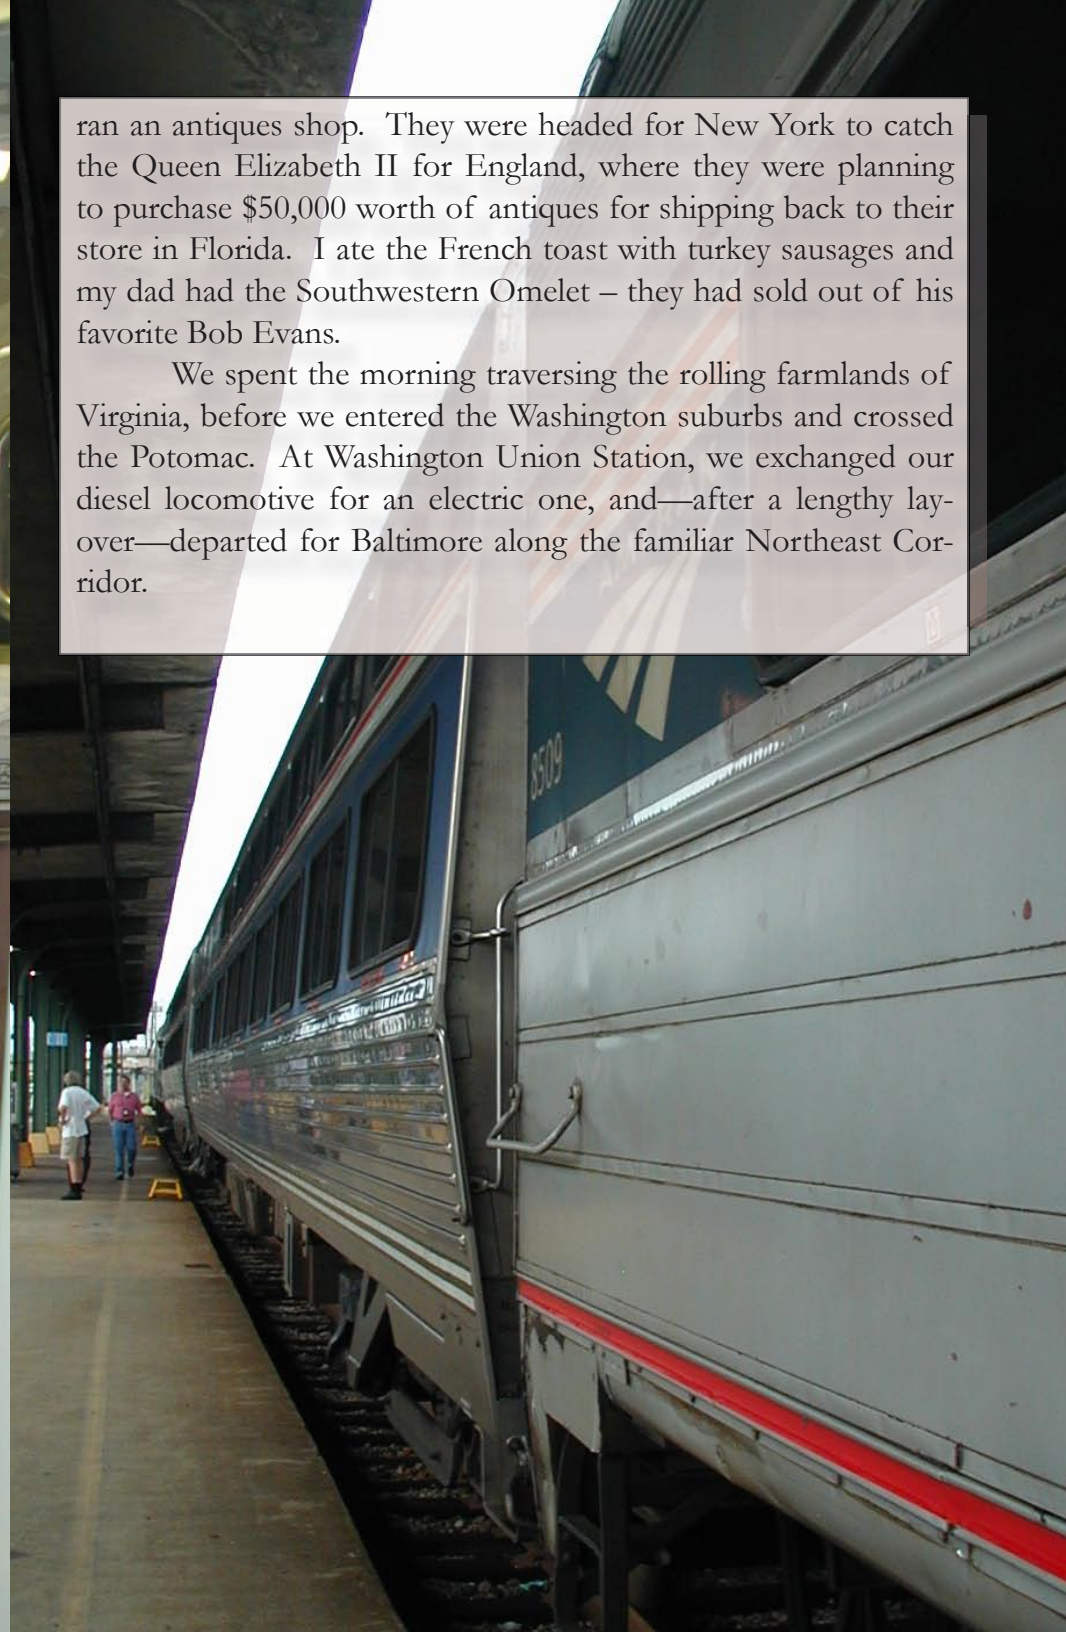 ran an antiques shop.  They were headed for New York to catch
the Queen Elizabeth II for England, where they were planning
to purchase $50,000 worth of antiques for shipping back to their
store in Florida.  I ate the French toast with turkey sausages and
my dad had the Southwestern Omelet – they had sold out of his
favorite Bob Evans.
We spent the morning traversing the rolling farmlands of
Virginia, before we entered the Washington suburbs and crossed
the Potomac.  At Washington Union Station, we exchanged our
diesel locomotive for an electric one, and—after a lengthy lay-
over—departed for Baltimore along the familiar Northeast Cor-
ridor.
8509